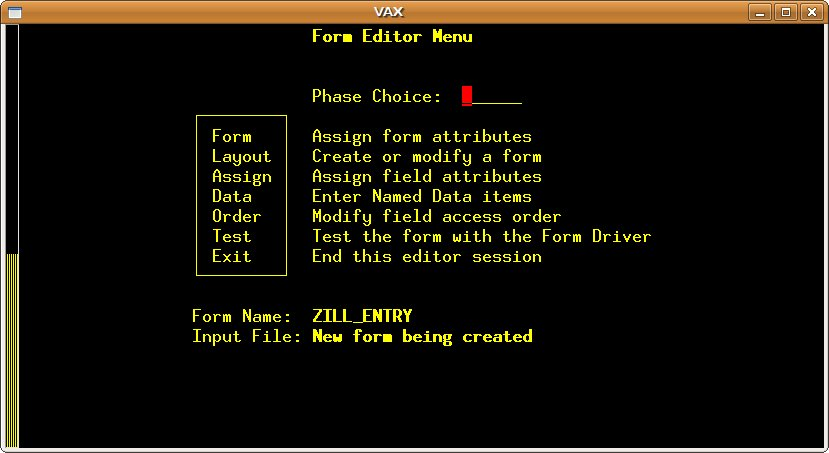 VAX
Form Editor Menu
Phase Choice: ______
Form Assign form attributes
Layout Create or modify a form
Assign Assign field attributes
Data Enter Named Data items
Order Modify field access order
Test Test the form with the Form Driver
Exit End this editor session
Form Name: ZILL_ENTRY
Input File: New form being created